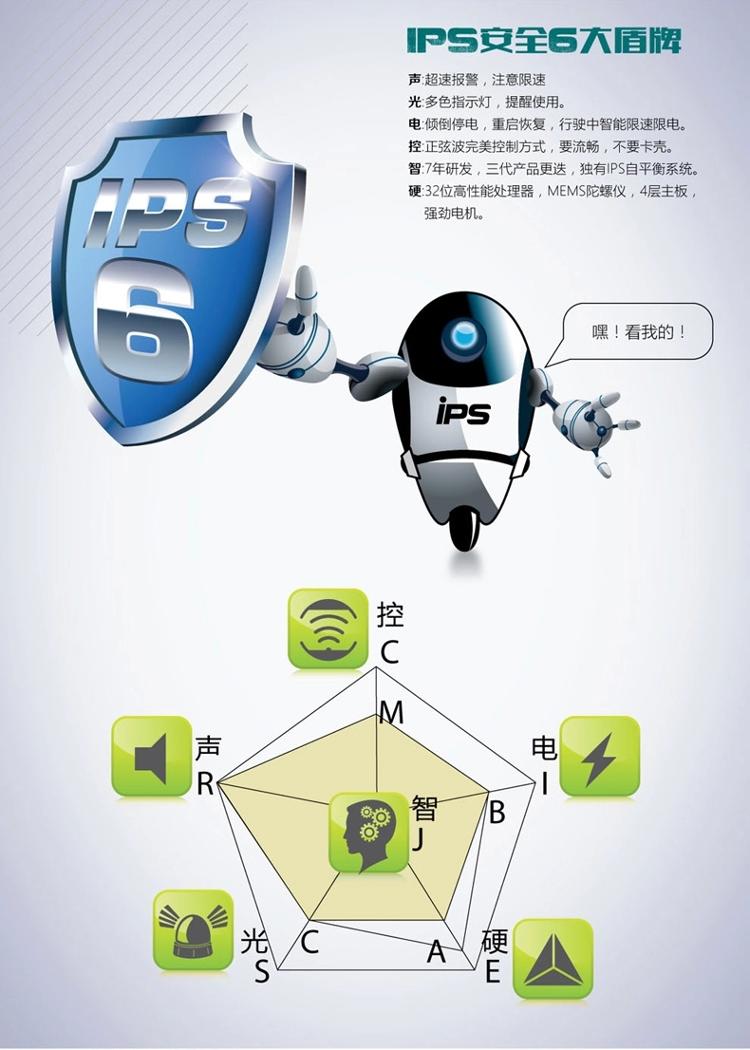 IPS安全6大盾牌
声:超速报警，注意限速
光:多色指示灯，提醒使用。
电:倾倒停电，重启恢复，行驶中智能限速限电。
控:正弦波完美控制方式，要流畅，不要卡壳。
智:7年研发，三代产品更迭，独有IPS自平衡系统。
硬:32位高性能处理器，MEMS陀螺仪，4层主板，
强劲电机。
IPS
6
嘿！看我的！
iPS
控
C
M
声
R
电
I
智
J
B
光
S
C
A
硬
E